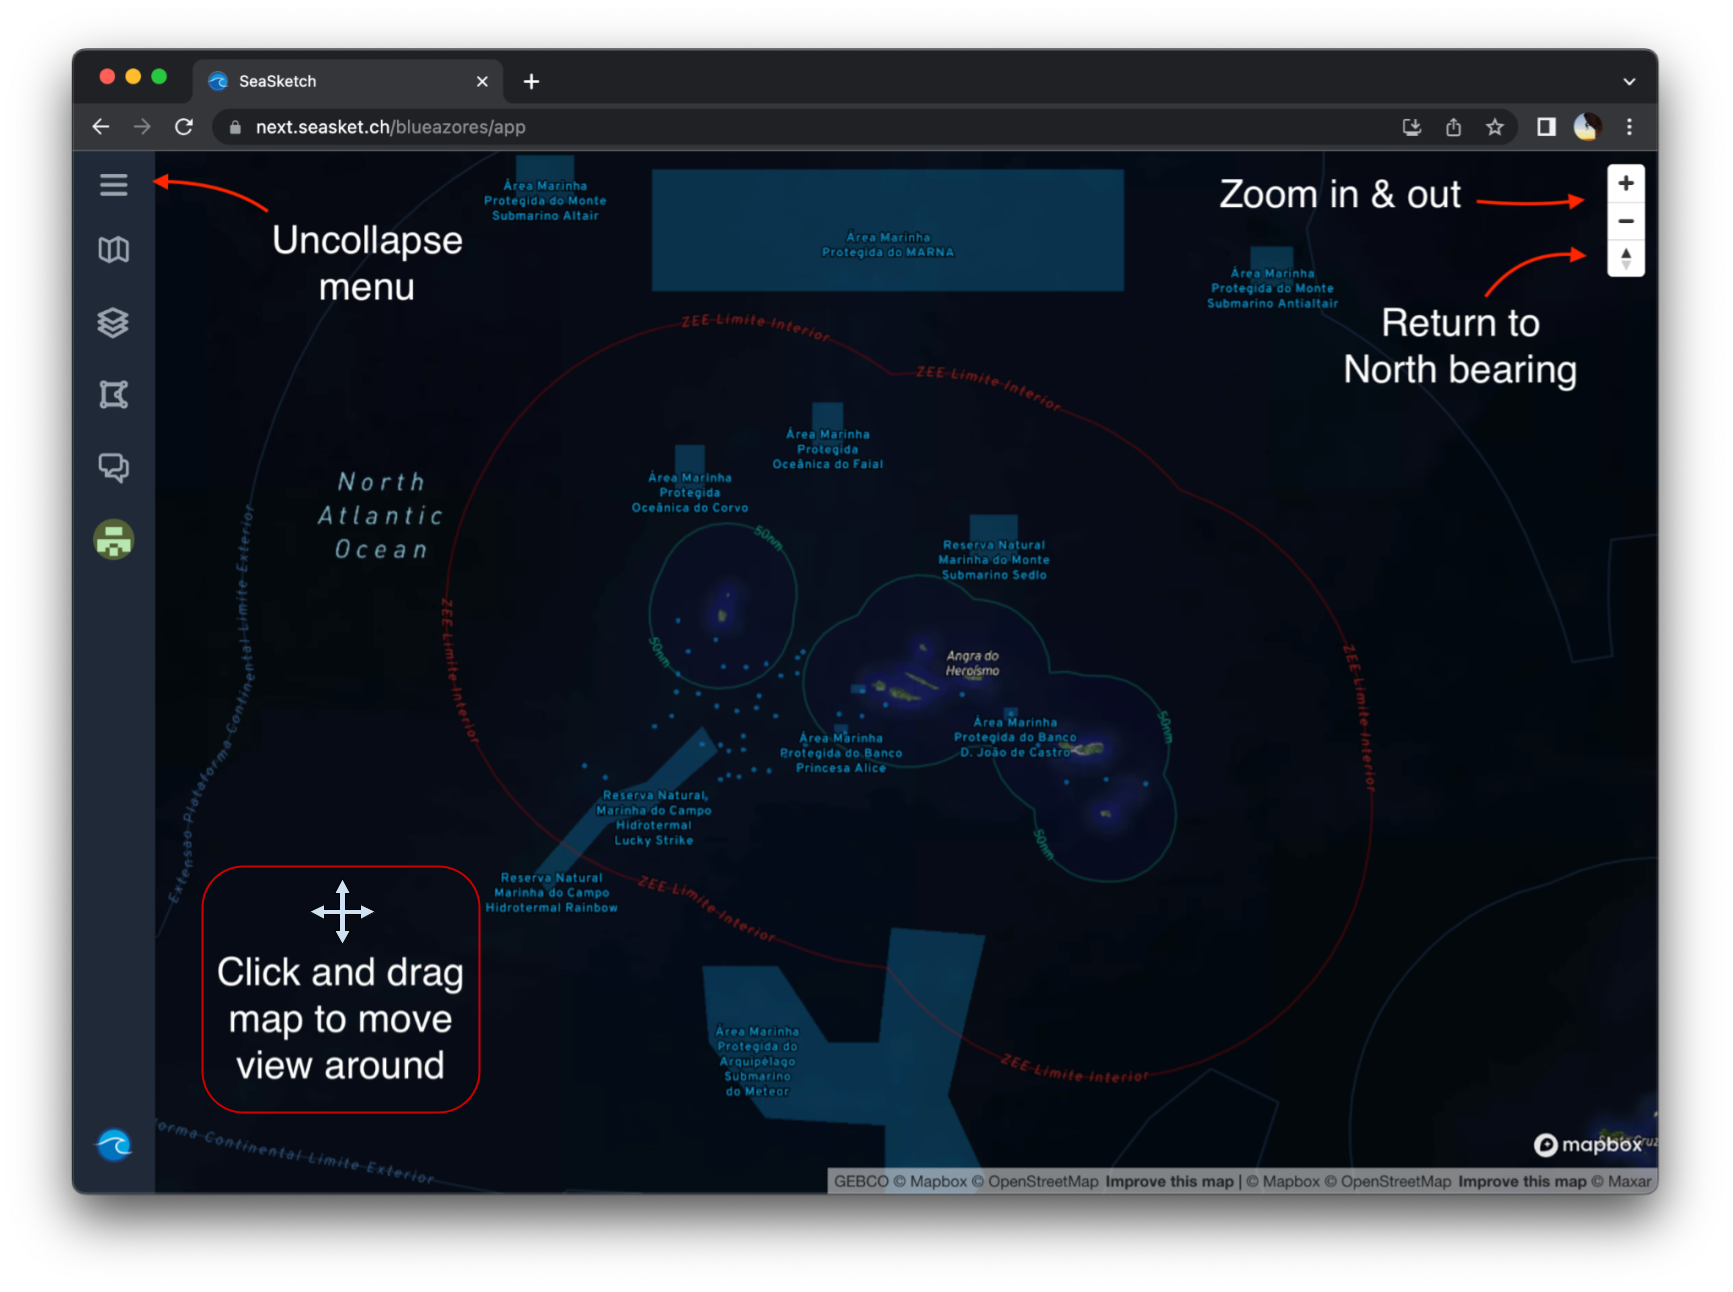 SeaSketch
next.seasket.ch/blueazores/app
Área Marinha
Protegida do Monte
Submarino Altair
Zoom in & out
Uncollapse
menu
Área Marinha
Protegida do MARNA
Área Marinha
Protegida do Monte
Submarino Antialtair
Return to
North bearing
ZEE Limite Interior
ZEE Limite Interior
Área Marinha
Protegida
Oceânica do Faial
Área Marinha
Protegida
Oceânica do Corvo
North
Atlantic
Ocean
50nm
Reserva Natural
Marinha do Monte
Submarino Sedlo
Extensão Plataforma Continental Limite Exterior
ZEE Limite Interior
50nm
Angra do
Heroísmo
ZEE Limite Interior
50nm
Área Marinha
Protegida do Banco
D. João de Castro
Área Marinha
Protegida do Banco
Princesa Alice
Reserva Natural,
Marinha do Campo
Hidrotermal
Lucky Strike
50nm
Reserva Natural
Marinha do Campo
Hidrotermal Rainbow
ZEE Limite Interior
Click and drag
map to move
view around
Área Marinha
Protegida do
Arquipélago
Submarino
do Meteor
ZEE Limite Interior
forma Continental Limite Exterior
mapbox
GEBCO © Mapbox © OpenStreetMap Improve this map | © Mapbox © OpenStreetMap Improve this map © Maxar